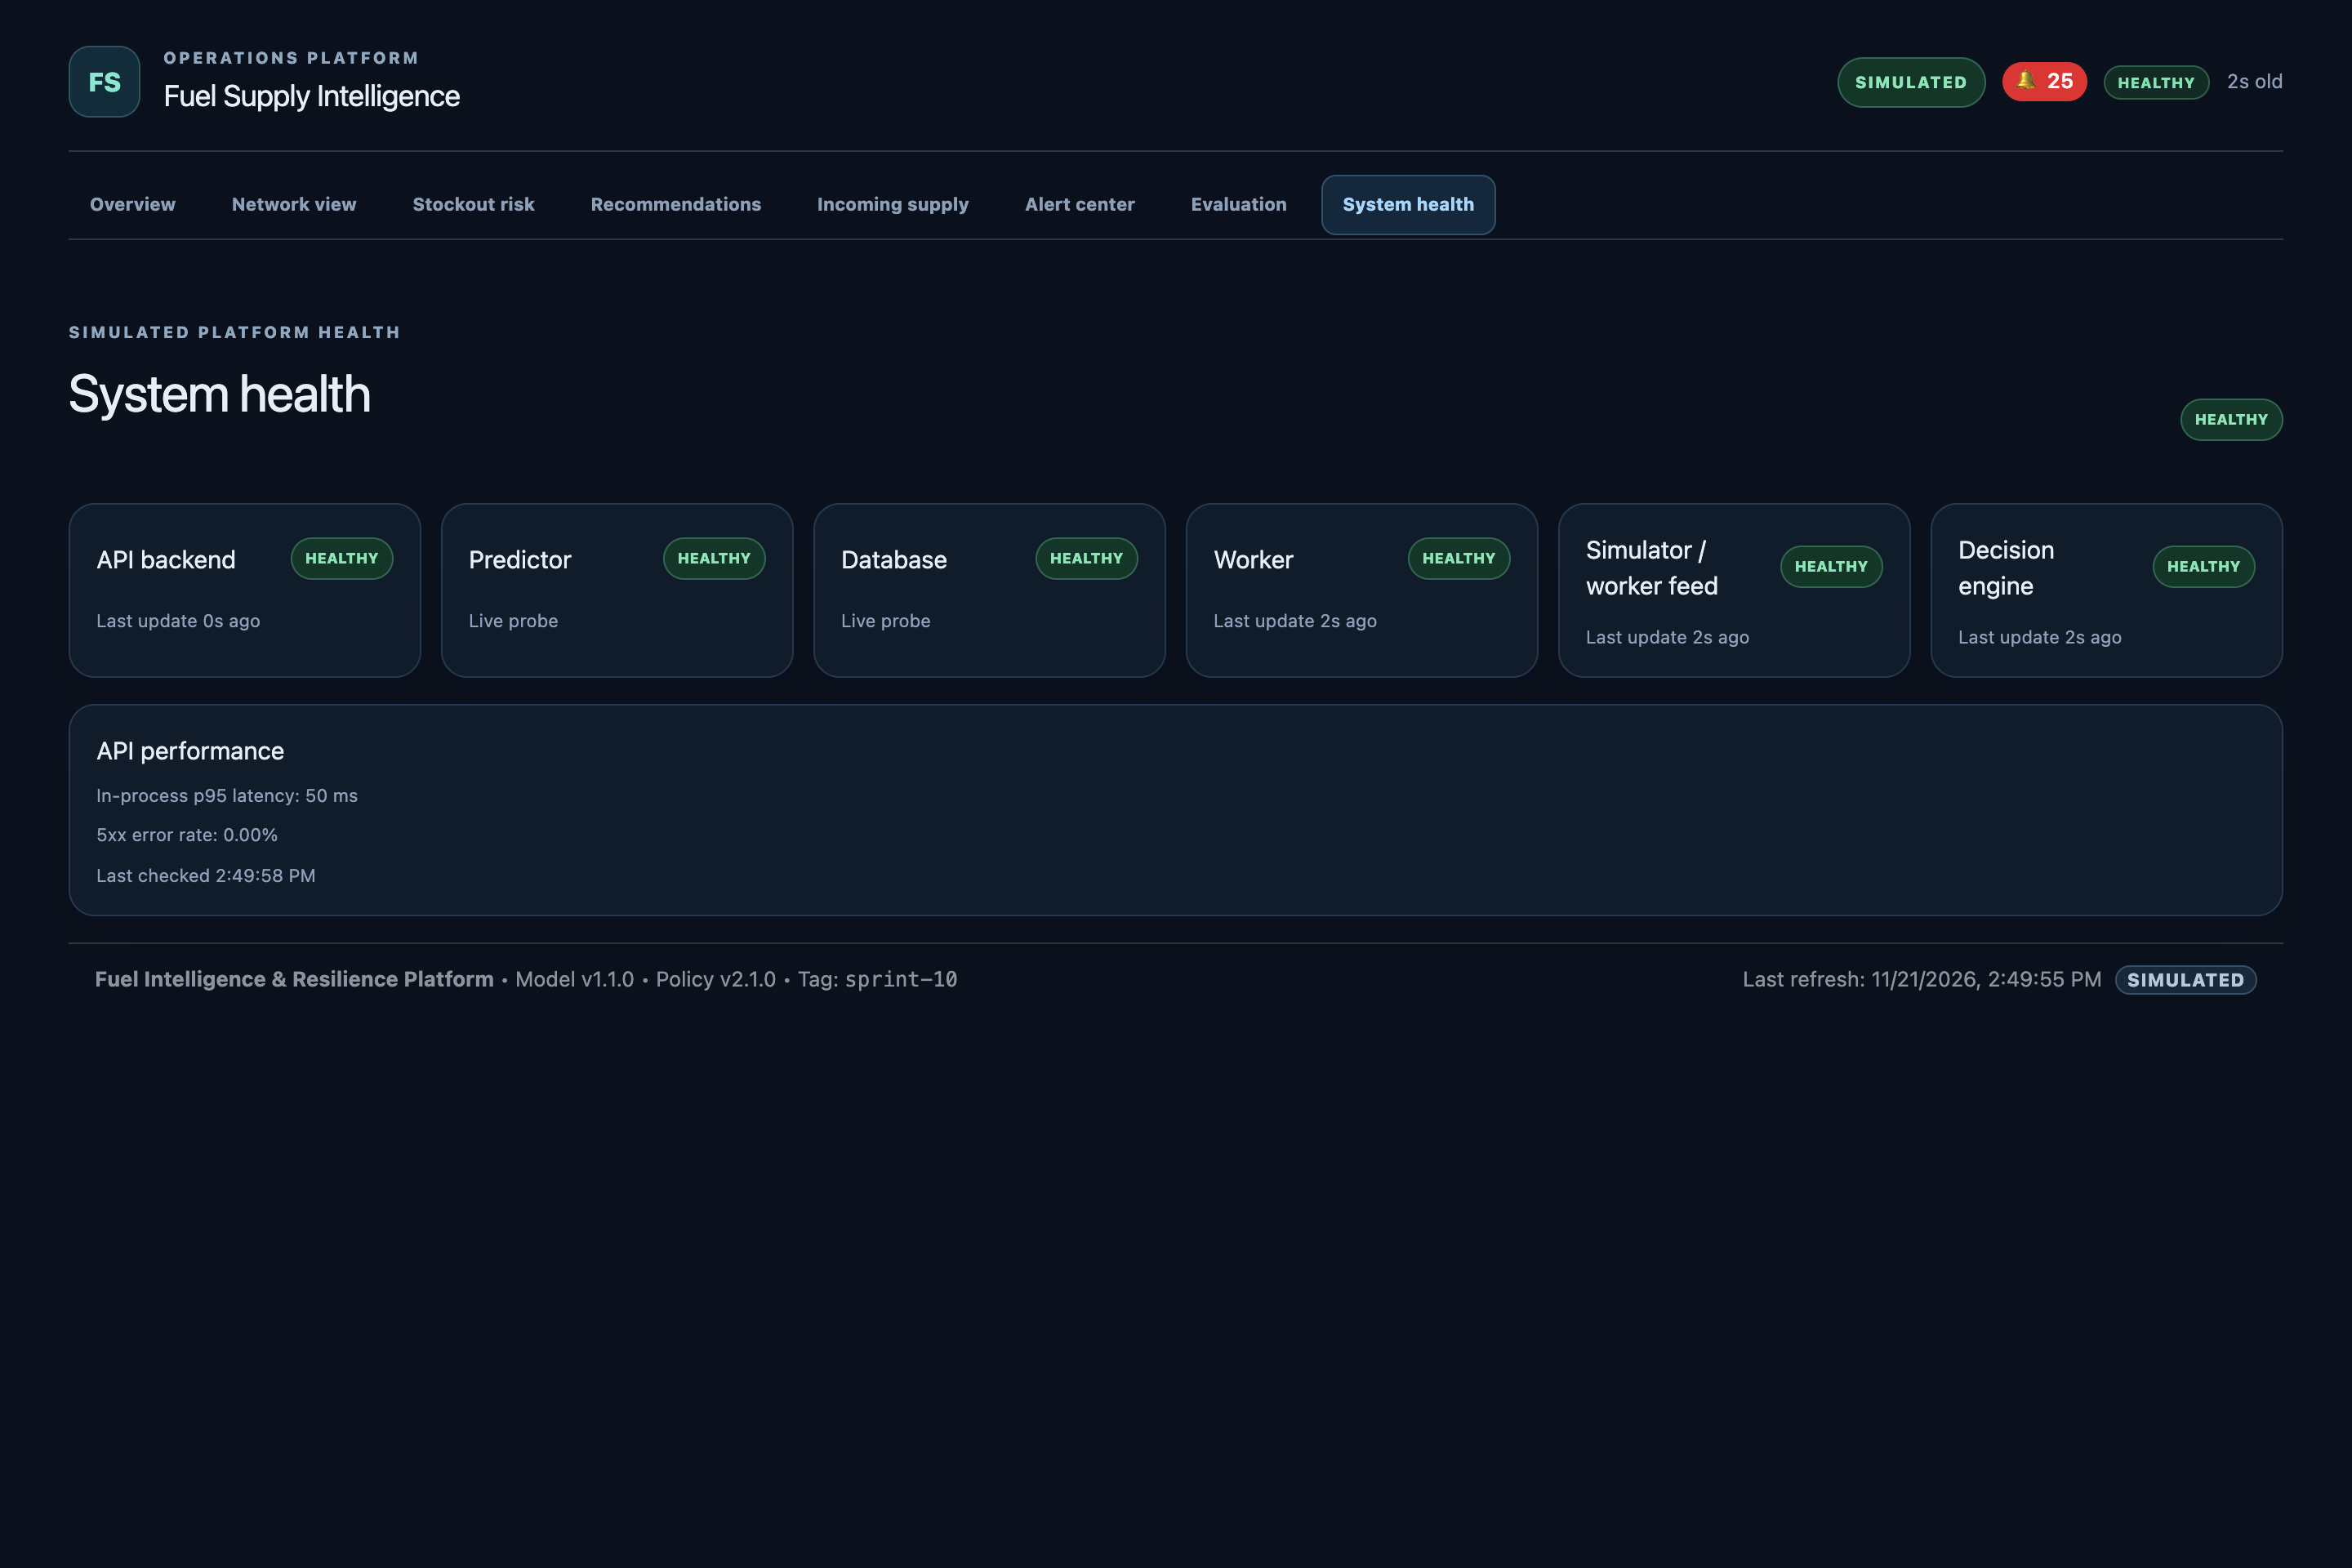 FS
OPERATIONS PLATFORM
Fuel Supply Intelligence
SIMULATED
🔔 25
HEALTHY
2s old
Overview
Network view
Stockout risk
Recommendations
Incoming supply
Alert center
Evaluation
System health
SIMULATED PLATFORM HEALTH
System health
HEALTHY
API backend
HEALTHY
Last update 0s ago
Predictor
HEALTHY
Live probe
Database
HEALTHY
Live probe
Worker
HEALTHY
Last update 2s ago
Simulator /
worker feed
HEALTHY
Last update 2s ago
Decision
engine
HEALTHY
Last update 2s ago
API performance
In-process p95 latency: 50 ms
5xx error rate: 0.00%
Last checked 2:49:58 PM
Fuel Intelligence & Resilience Platform • Model v1.1.0 • Policy v2.1.0 • Tag: sprint-10
Last refresh: 11/21/2026, 2:49:55 PM SIMULATED